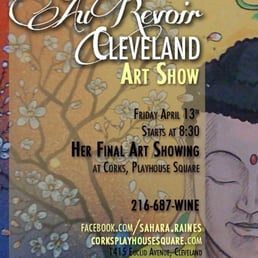 Au Revoir
Cleveland
Art Show
Friday April 13th
Starts at 8:30
Her Final Art Showing
at Corks, Playhouse Square
216-687-WINE
facebook.com/sahara.raines
corksplayhousesquare.com
1415 Euclid Avenue, Cleveland